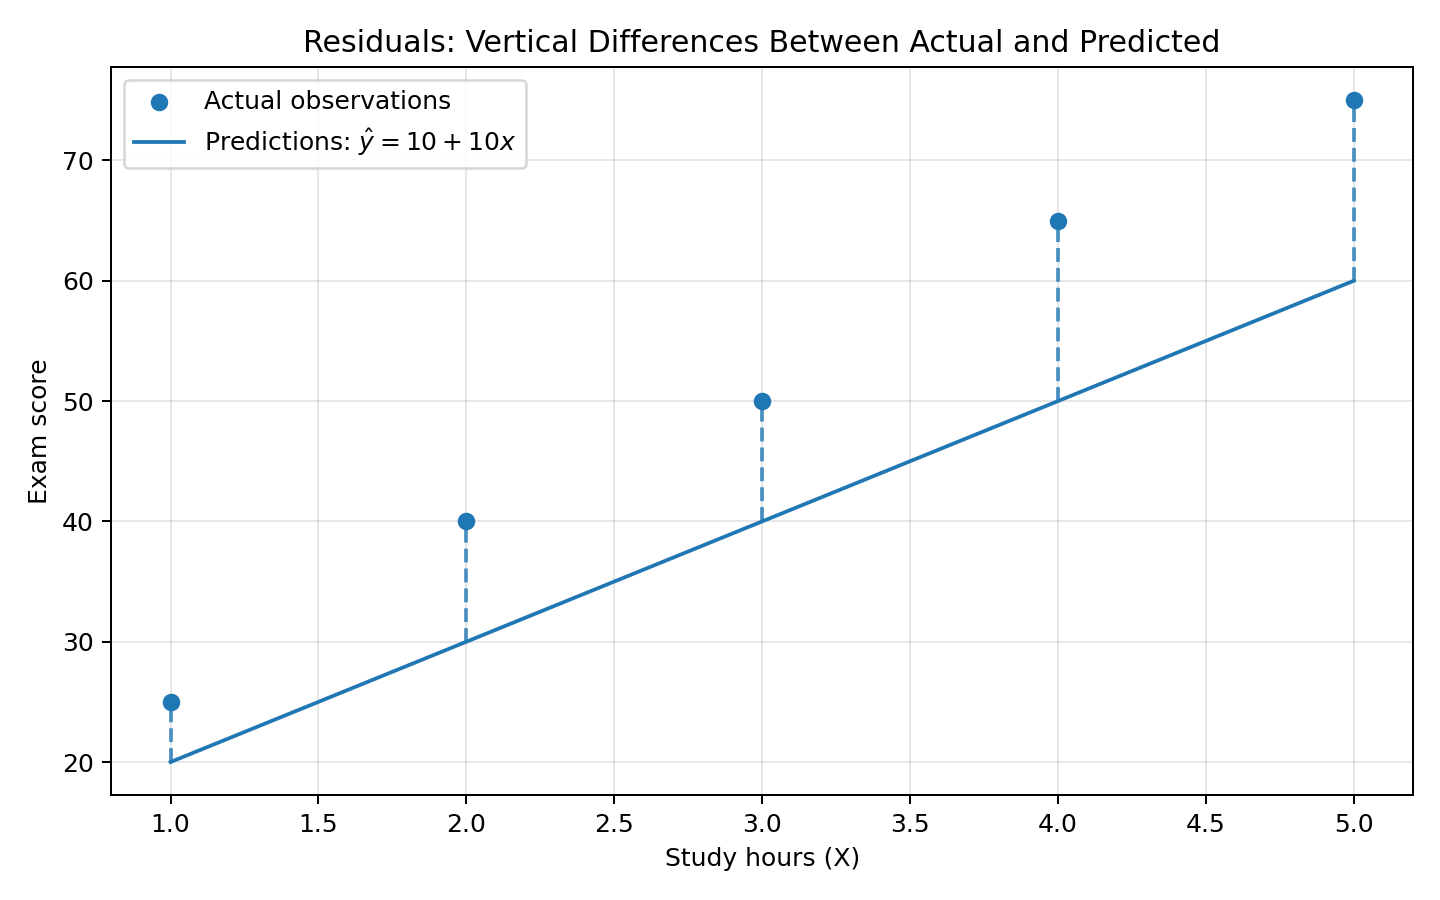 Residuals: Vertical Differences Between Actual and Predicted
Actual observations
Predictions: ŷ = 10 + 10x
70
60
50
40
30
20
Exam score
1.0 1.5 2.0 2.5 3.0 3.5 4.0 4.5 5.0
Study hours (X)